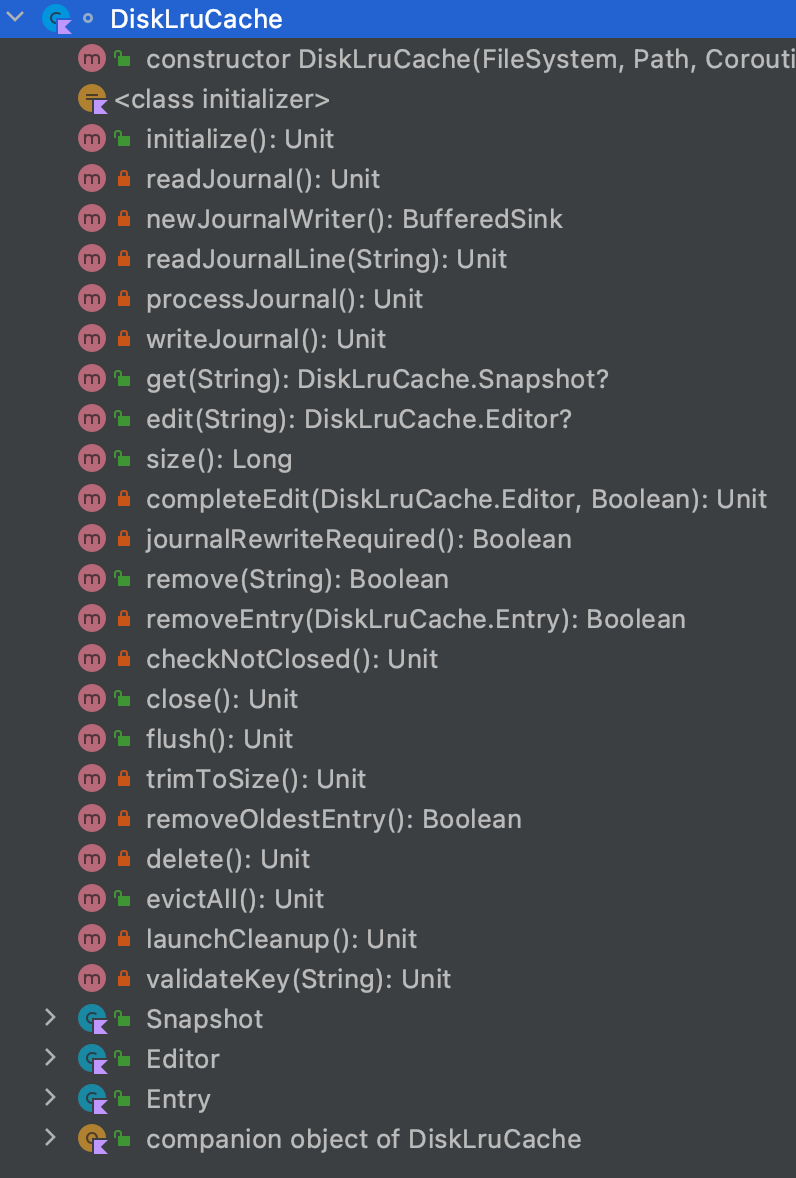 DiskLruCache
constructor DiskLruCache(FileSystem, Path, Corouti
<class initializer>
initialize(): Unit
readJournal(): Unit
newJournalWriter(): BufferedSink
readJournalLine(String): Unit
processJournal(): Unit
writeJournal(): Unit
get(String): DiskLruCache.Snapshot?
edit(String): DiskLruCache.Editor?
size(): Long
completeEdit(DiskLruCache.Editor, Boolean): Unit
journalRewriteRequired(): Boolean
remove(String): Boolean
removeEntry(DiskLruCache.Entry): Boolean
checkNotClosed(): Unit
close(): Unit
flush(): Unit
trimToSize(): Unit
removeOldestEntry(): Boolean
delete(): Unit
evictAll(): Unit
launchCleanup(): Unit
validateKey(String): Unit
Snapshot
Editor
Entry
companion object of DiskLruCache